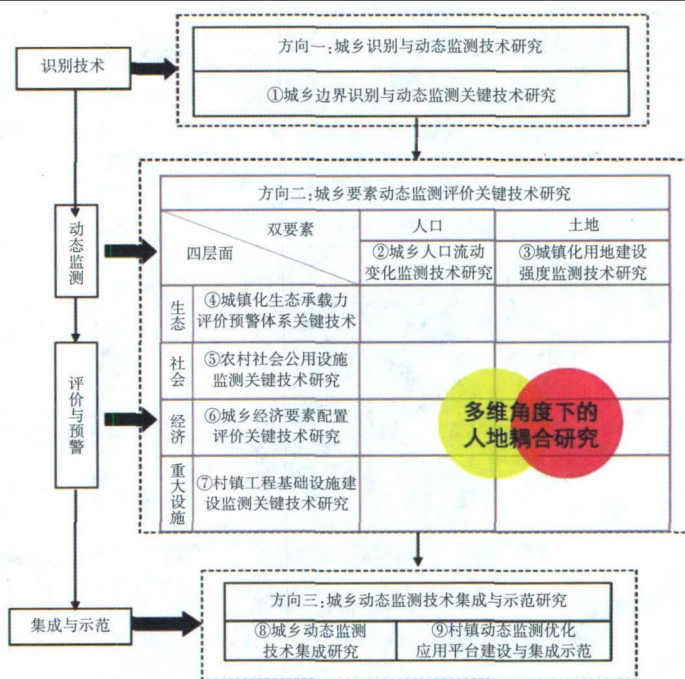 识别技术
方向一:城乡识别与动态监测技术研究
①城乡边界识别与动态监测关键技术研究
动态监测
方向二:城乡要素动态监测评价关键技术研究
双要素
四层面
人口
土地
②城乡人口流动
变化监测技术研究
③城镇化用地建设
强度监测技术研究
生态
④城镇化生态承载力
评价预警体系关键技术
社会
⑤农村社会公用设施
监测关键技术研究
评价与预警
经济
⑥城乡经济要素配置
评价关键技术研究
多维角度下的
人地耦合研究
重大设施
⑦村镇工程基础设施建
设监测关键技术研究
集成与示范
方向三:城乡动态监测技术集成与示范研究
⑧城乡动态监测
技术集成研究
⑨村镇动态监测优化
应用平台建设与集成示范